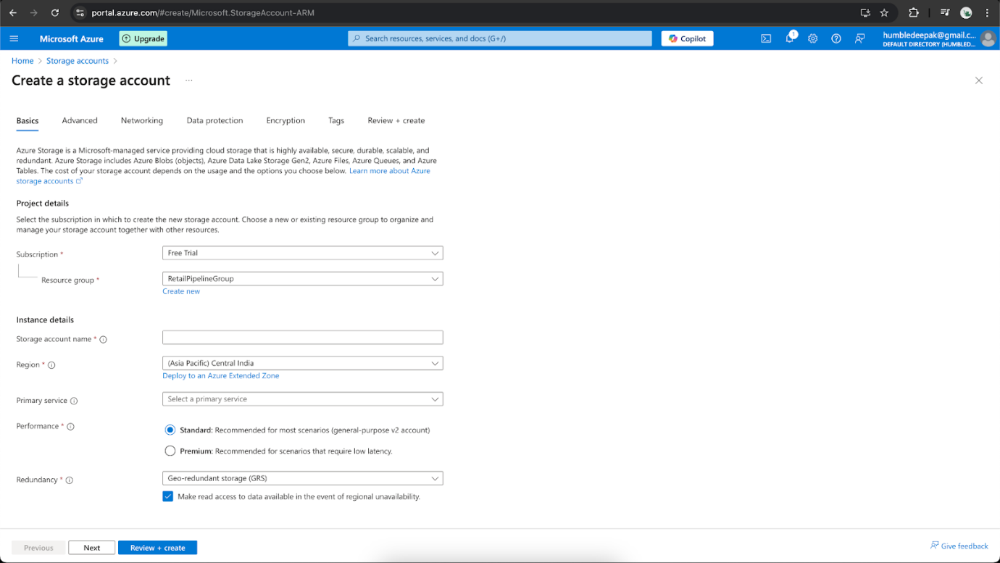 portal.azure.com/#create/Microsoft.StorageAccount-ARM
Microsoft Azure
Upgrade
Search resources, services, and docs (G+/)
Copilot
1
humbledeepak@gmail.c...
DEFAULT DIRECTORY (HUMBLED...
Home > Storage accounts >
Create a storage account ...
Basics
Advanced
Networking
Data protection
Encryption
Tags
Review + create
Azure Storage is a Microsoft-managed service providing cloud storage that is highly available, secure, durable, scalable, and
redundant. Azure Storage includes Azure Blobs (objects), Azure Data Lake Storage Gen2, Azure Files, Azure Queues, and Azure
Tables. The cost of your storage account depends on the usage and the options you choose below. Learn more about Azure
storage accounts
Project details
Select the subscription in which to create the new storage account. Choose a new or existing resource group to organize and
manage your storage account together with other resources.
Subscription *
Free Trial
Resource group *
RetailPipelineGroup
Create new
Instance details
Storage account name *
Region *
(Asia Pacific) Central India
Deploy to an Azure Extended Zone
Primary service
Select a primary service
Performance *
Standard: Recommended for most scenarios (general-purpose v2 account)
Premium: Recommended for scenarios that require low latency.
Redundancy *
Geo-redundant storage (GRS)
Make read access to data available in the event of regional unavailability.
Previous
Next
Review + create
Give feedback